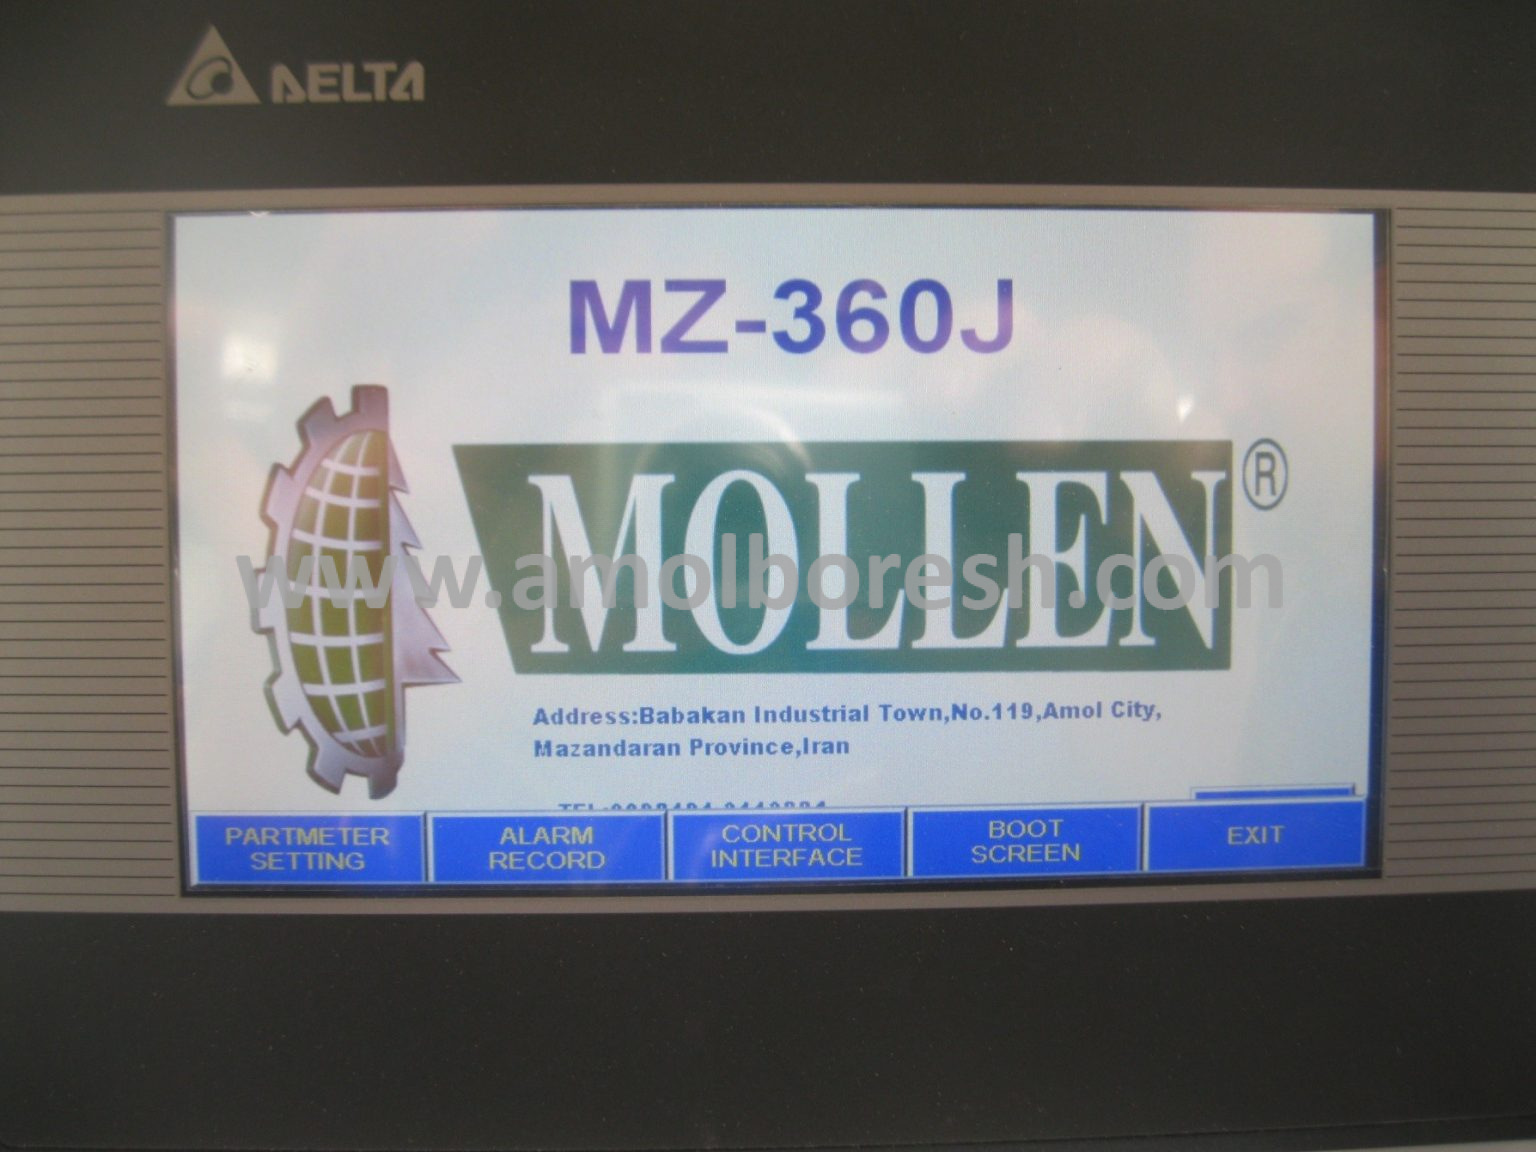 DELTA
MZ-360J
MOLLEN®
www.amolboresh.com
Address:Babakan Industrial Town,No.119,Amol City,
Mazandaran Province,Iran
PARTMETER SETTING
ALARM RECORD
CONTROL INTERFACE
BOOT SCREEN
EXIT